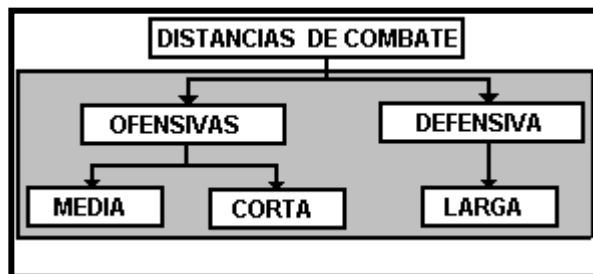 DISTANCIAS DE COMBATE
OFENSIVAS
DEFENSIVA
MEDIA
CORTA
LARGA